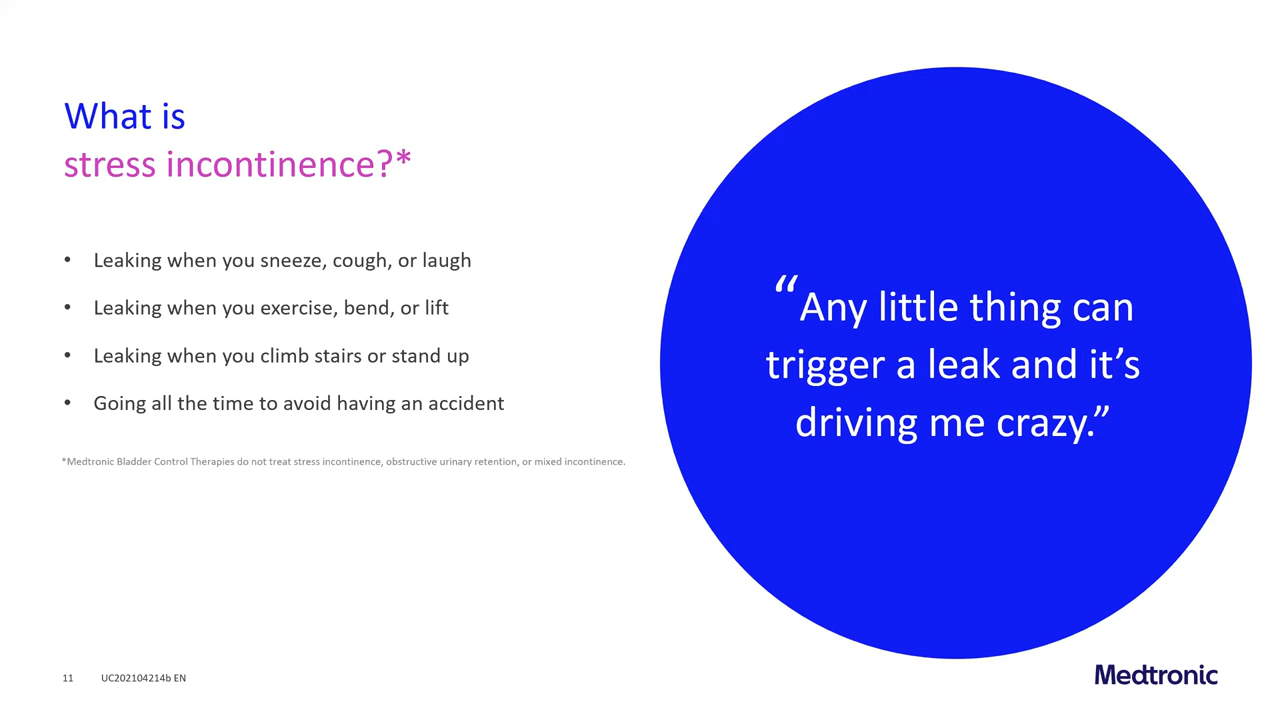 What is
stress incontinence?*
• Leaking when you sneeze, cough, or laugh
• Leaking when you exercise, bend, or lift
• Leaking when you climb stairs or stand up
• Going all the time to avoid having an accident
*Medtronic Bladder Control Therapies do not treat stress incontinence, obstructive urinary retention, or mixed incontinence.
“Any little thing can
trigger a leak and it’s
driving me crazy.”
11 UC202104214b EN
Medtronic